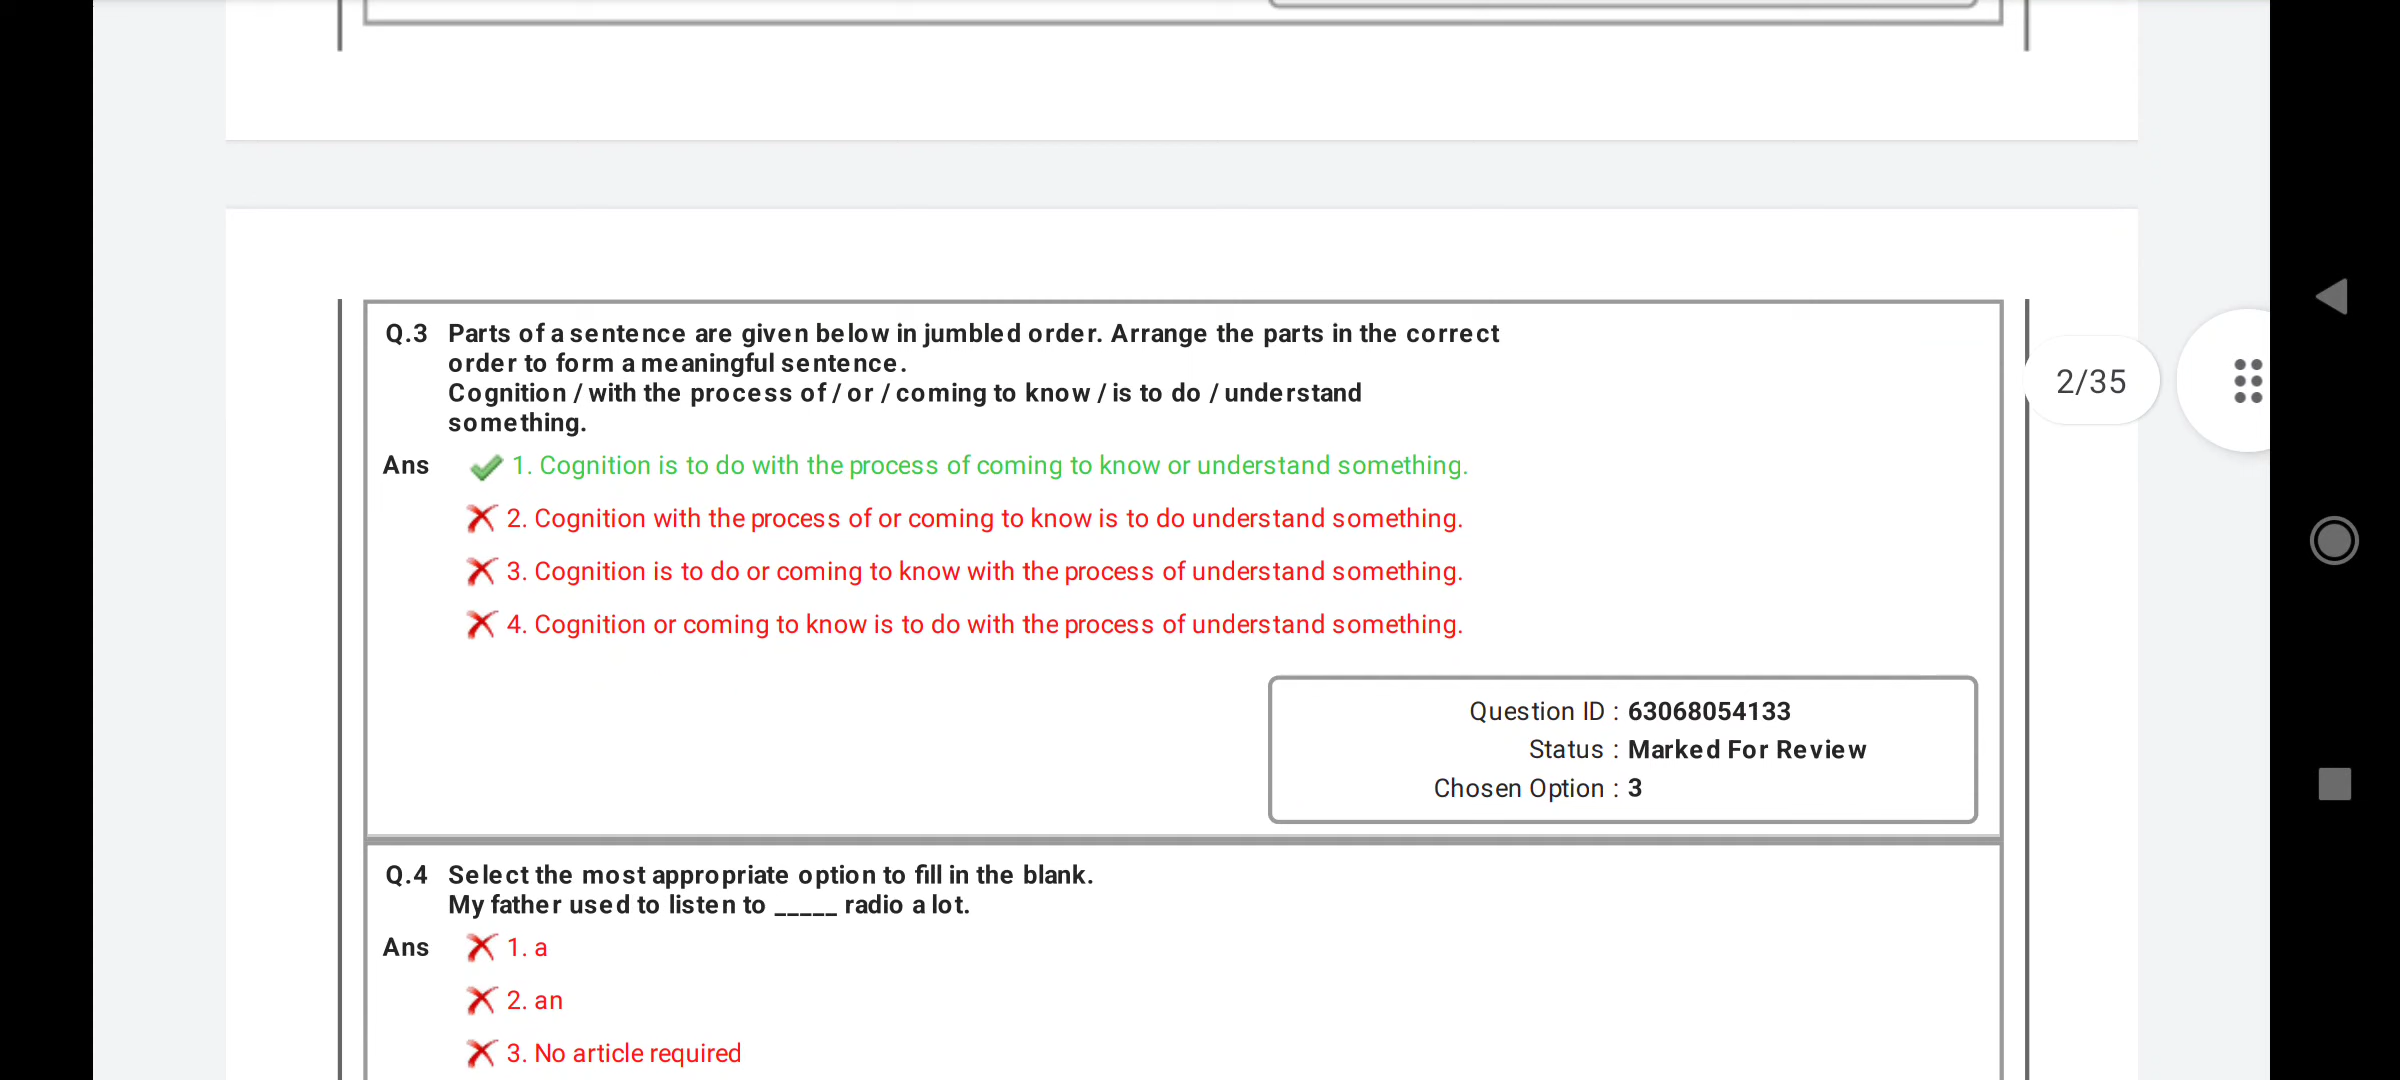 Q.3 Parts of a sentence are given below in jumbled order. Arrange the parts in the correct
order to form a meaningful sentence.
Cognition / with the process of / or / coming to know / is to do / understand
something.
Ans 1. Cognition is to do with the process of coming to know or understand something.
2. Cognition with the process of or coming to know is to do understand something.
3. Cognition is to do or coming to know with the process of understand something.
4. Cognition or coming to know is to do with the process of understand something.
Question ID : 63068054133
Status : Marked For Review
Chosen Option : 3
2/35
Q.4 Select the most appropriate option to fill in the blank.
My father used to listen to _____ radio a lot.
Ans 1. a
2. an
3. No article required